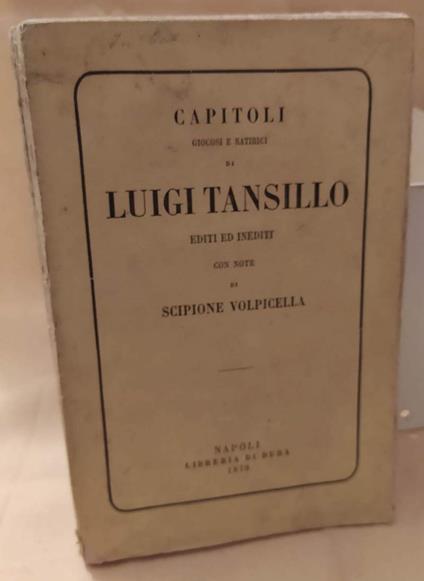 CAPITOLI
GIOCOSI E SATIRICI
DI
LUIGI TANSILLO
EDITI ED INEDITI
CON NOTE
DI
SCIPIONE VOLPICELLA
NAPOLI
LIBRERIA DI DURA
1870